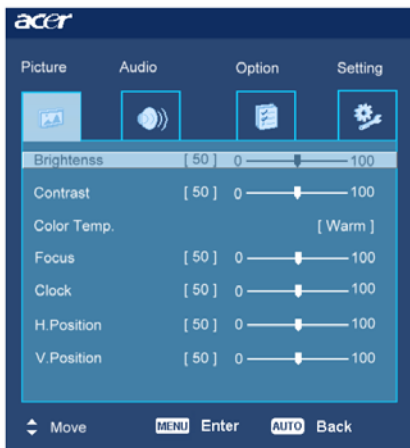 acer
Picture Audio Option Setting
Brightenss [ 50 ] 0 100
Contrast [ 50 ] 0 100
Color Temp. [ Warm ]
Focus [ 50 ] 0 100
Clock [ 50 ] 0 100
H.Position [ 50 ] 0 100
V.Position [ 50 ] 0 100
Move MENU Enter AUTO Back